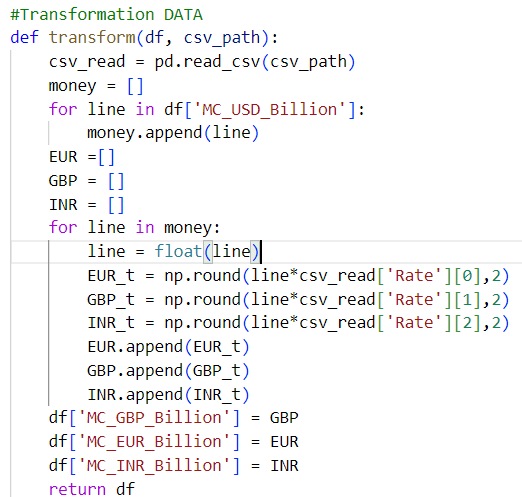 #Transformation DATA
def transform(df, csv_path):
    csv_read = pd.read_csv(csv_path)
    money = []
    for line in df['MC_USD_Billion']:
        money.append(line)
    EUR =[]
    GBP = []
    INR = []
    for line in money:
        line = float(line)
        EUR_t = np.round(line*csv_read['Rate'][0],2)
        GBP_t = np.round(line*csv_read['Rate'][1],2)
        INR_t = np.round(line*csv_read['Rate'][2],2)
        EUR.append(EUR_t)
        GBP.append(GBP_t)
        INR.append(INR_t)
    df['MC_GBP_Billion'] = GBP
    df['MC_EUR_Billion'] = EUR
    df['MC_INR_Billion'] = INR
    return df